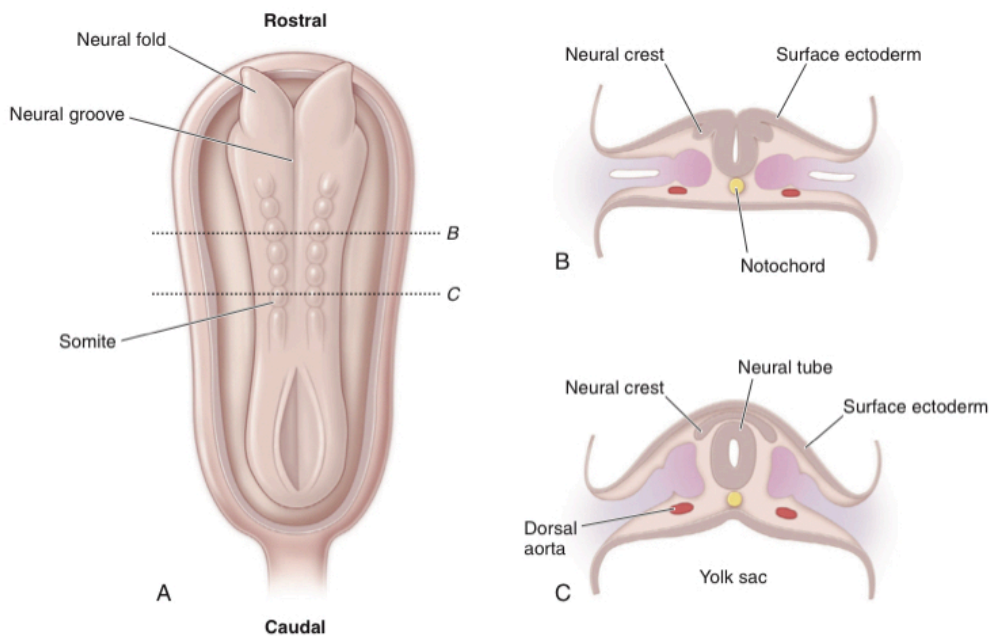 Rostral
Neural fold
Neural groove
B
C
Somite
A
Caudal
Neural crest
Surface ectoderm
B
Notochord
Neural tube
Neural crest
Surface ectoderm
Dorsal
aorta
Yolk sac
C